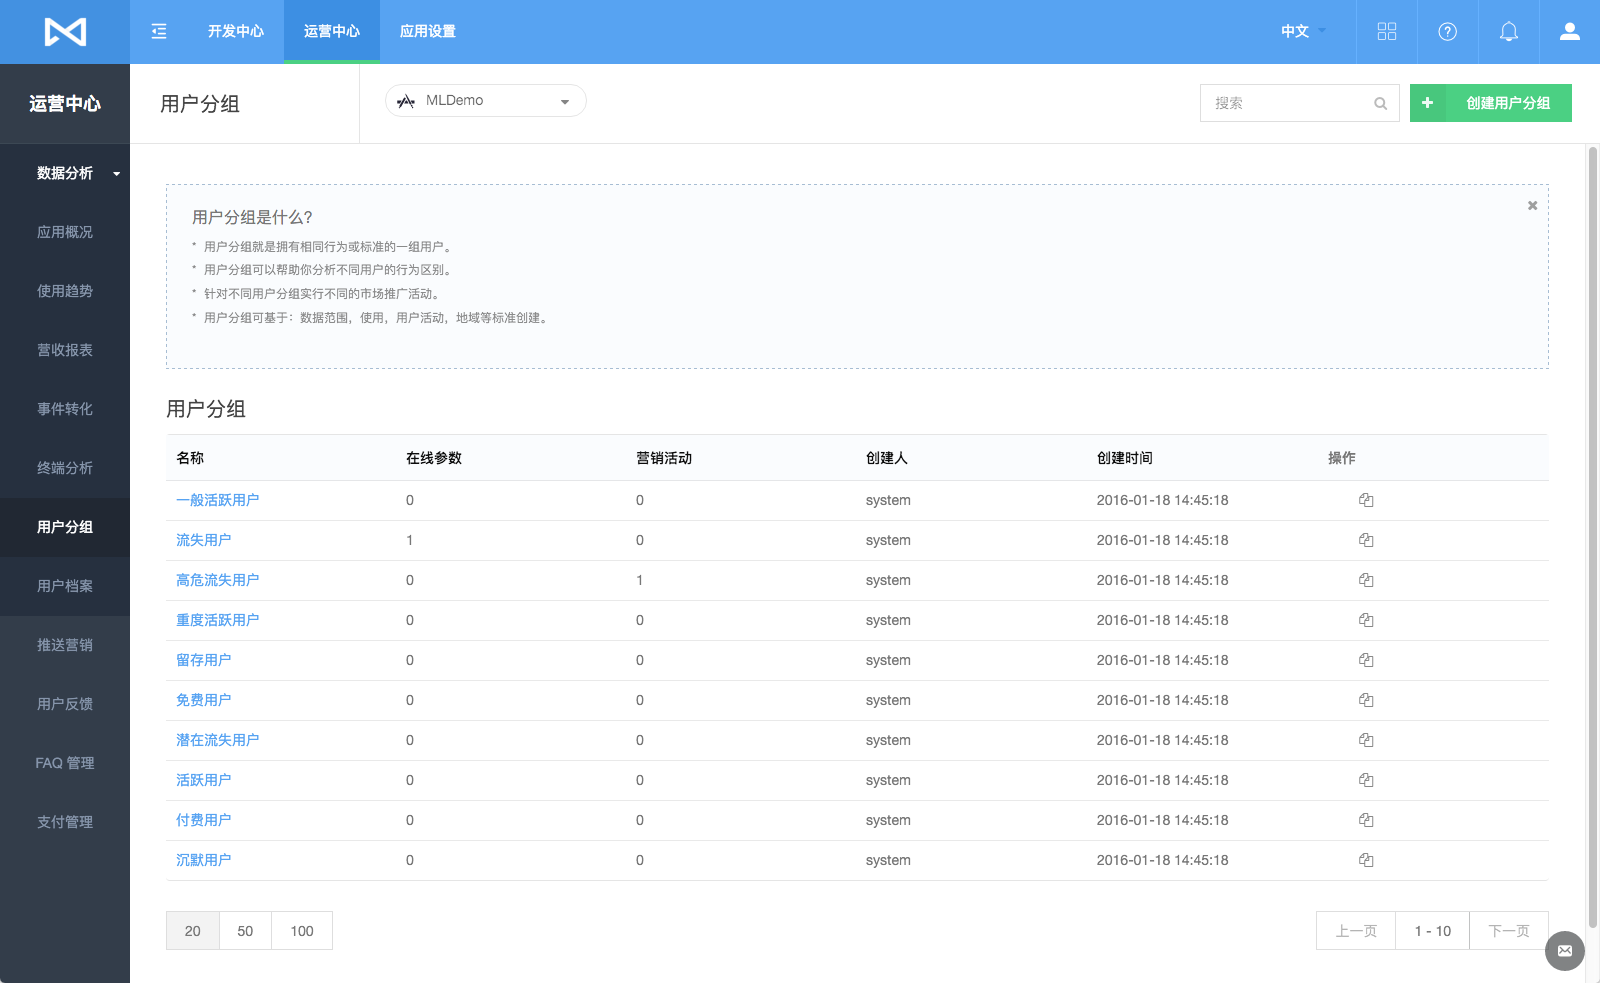 开发中心
运营中心
应用设置
中文
运营中心
用户分组
MLDemo
搜索
创建用户分组
数据分析
应用概况
使用趋势
营收报表
事件转化
终端分析
用户分组
用户档案
推送营销
用户反馈
FAQ 管理
支付管理
用户分组是什么?
* 用户分组就是拥有相同行为或标准的一组用户。
* 用户分组可以帮助你分析不同用户的行为区别。
* 针对不同用户分组实行不同的市场推广活动。
* 用户分组可基于：数据范围，使用，用户活动，地域等标准创建。
用户分组
名称 在线参数 营销活动 创建人 创建时间 操作
一般活跃用户 0 0 system 2016-01-18 14:45:18
流失用户 1 0 system 2016-01-18 14:45:18
高危流失用户 0 1 system 2016-01-18 14:45:18
重度活跃用户 0 0 system 2016-01-18 14:45:18
留存用户 0 0 system 2016-01-18 14:45:18
免费用户 0 0 system 2016-01-18 14:45:18
潜在流失用户 0 0 system 2016-01-18 14:45:18
活跃用户 0 0 system 2016-01-18 14:45:18
付费用户 0 0 system 2016-01-18 14:45:18
沉默用户 0 0 system 2016-01-18 14:45:18
20 50 100
上一页 1 - 10 下一页